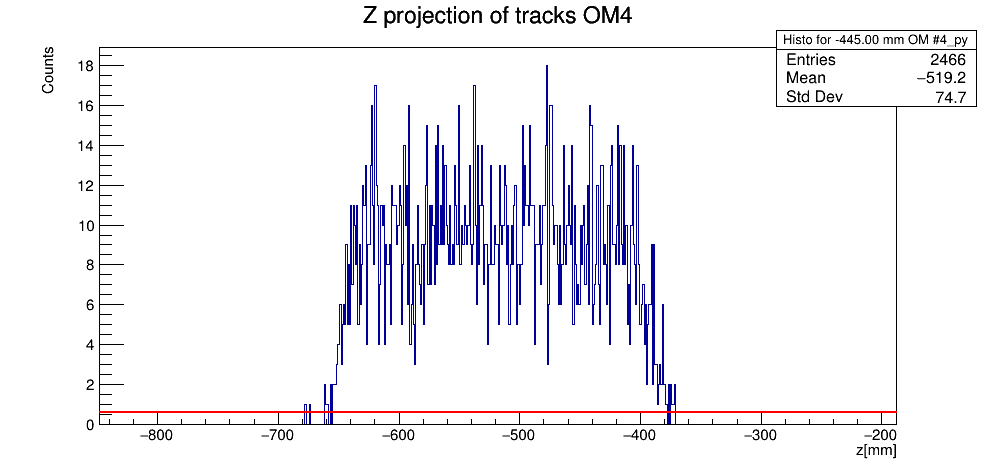 Z projection of tracks OM4
Histo for -445.00 mm OM #4_py
Entries 2466
Mean −519.2
Std Dev 74.7
Counts
18
16
14
12
10
8
6
4
2
0
−800 −700 −600 −500 −400 −300 −200
z[mm]